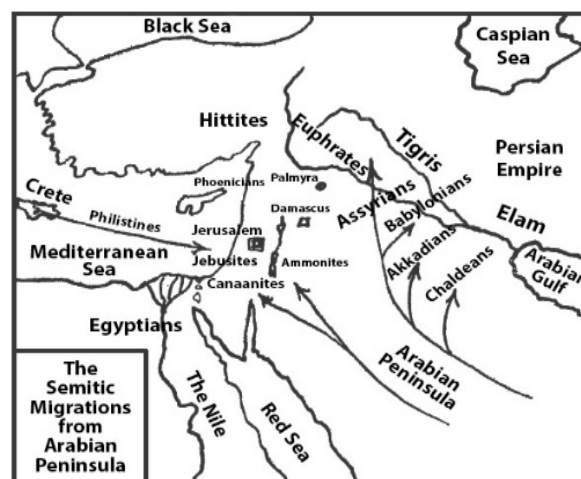 Black Sea
Caspian
Sea
Hittites
Euphrates
Tigris
Persian
Empire
Crete
Phoenicians
Palmyra
Philistines
Damascus
Assyrians
Babylonians
Elam
Jerusalem
Mediterranean
Sea
Jebusites
Ammonites
Akkadians
Chaldeans
Arabian
Gulf
Canaanites
Egyptians
Arabian
Peninsula
The
Semitic
Migrations
from
Arabian
Peninsula
The Nile
Red Sea